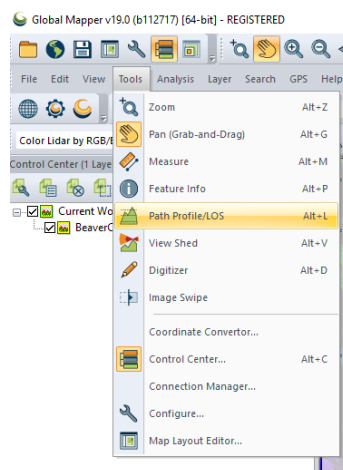 Global Mapper v19.0 (b112717) [64-bit] - REGISTERED
File Edit View Tools Analysis Layer Search GPS Help
Color Lidar by RGB/
Control Center (1 Laye
Current Wo
Beaver
Zoom Alt+Z
Pan (Grab-and-Drag) Alt+G
Measure Alt+M
Feature Info Alt+P
Path Profile/LOS Alt+L
View Shed Alt+V
Digitizer Alt+D
Image Swipe
Coordinate Convertor...
Control Center... Alt+C
Connection Manager...
Configure...
Map Layout Editor...